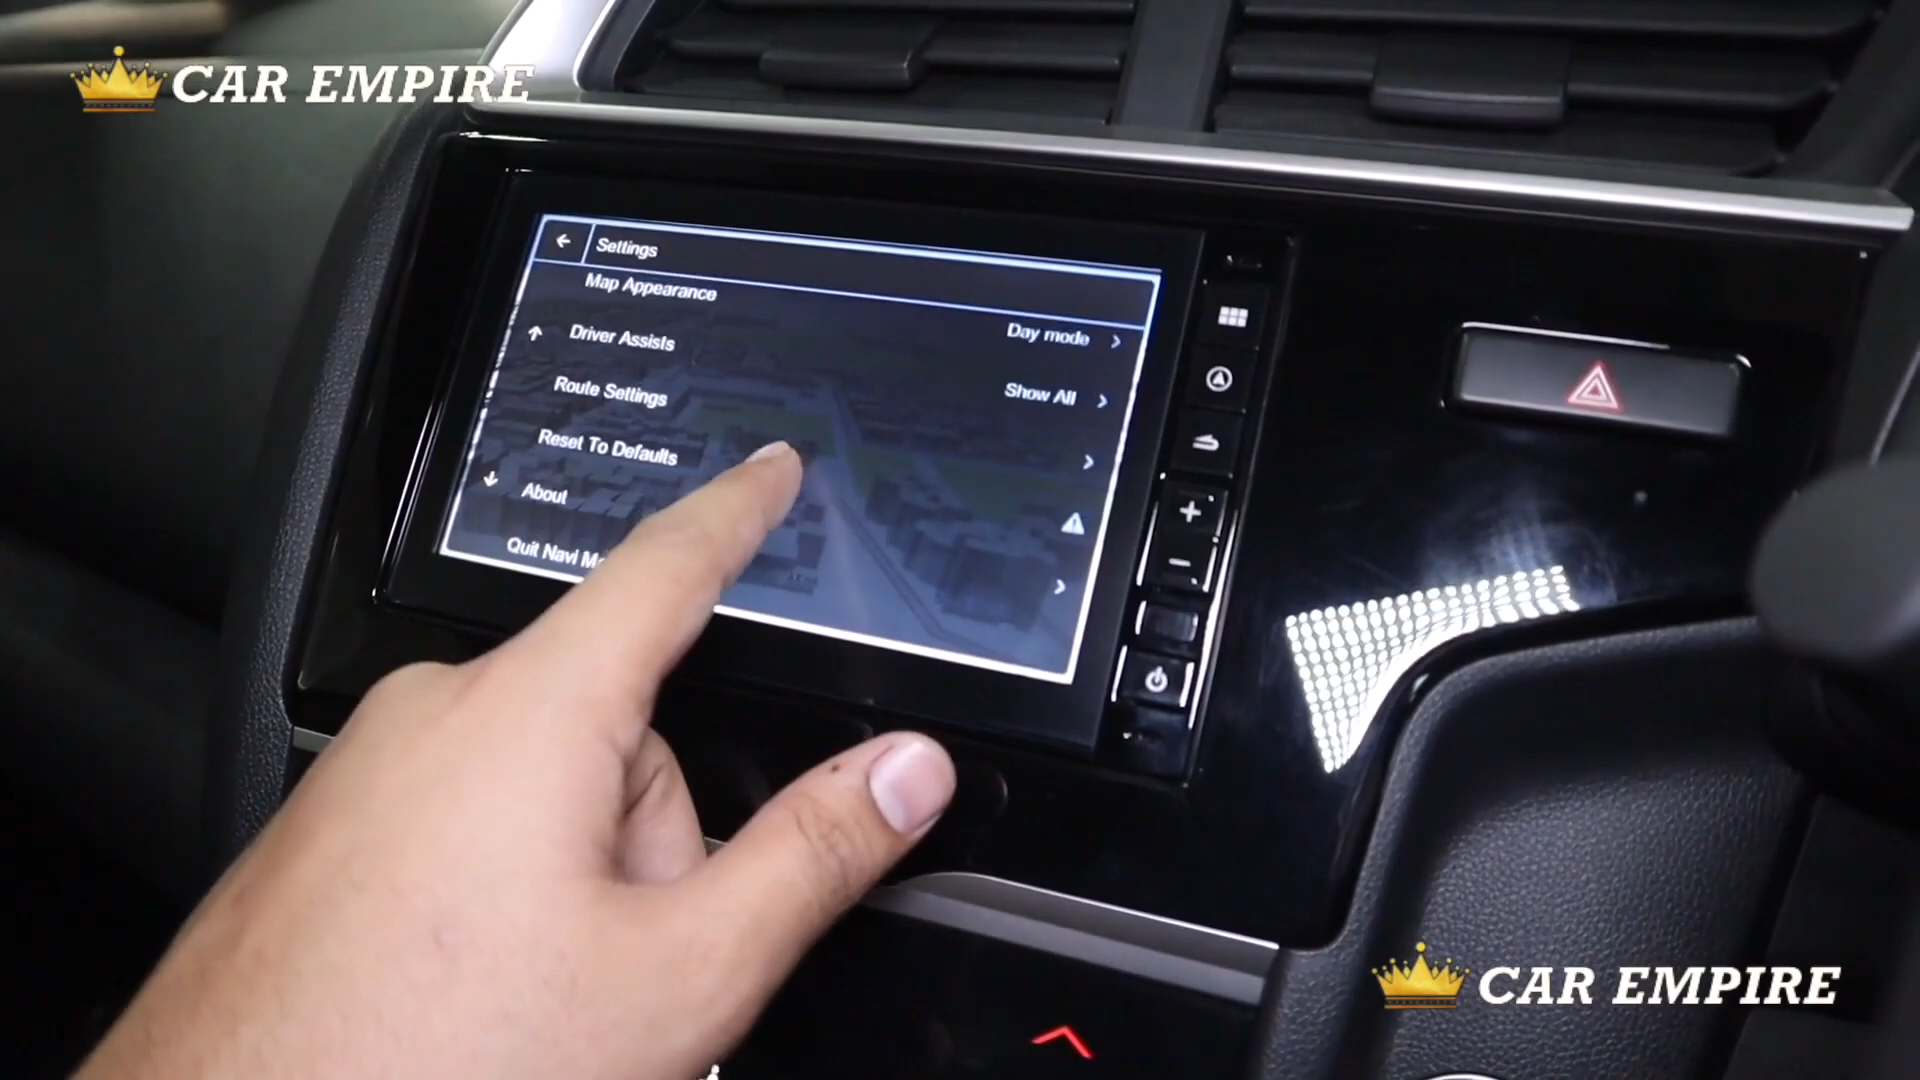 CAR EMPIRE
Settings
Map Appearance
Day mode
Driver Assists
Show All
Route Settings
Reset To Defaults
About
Quit Navi
CAR EMPIRE